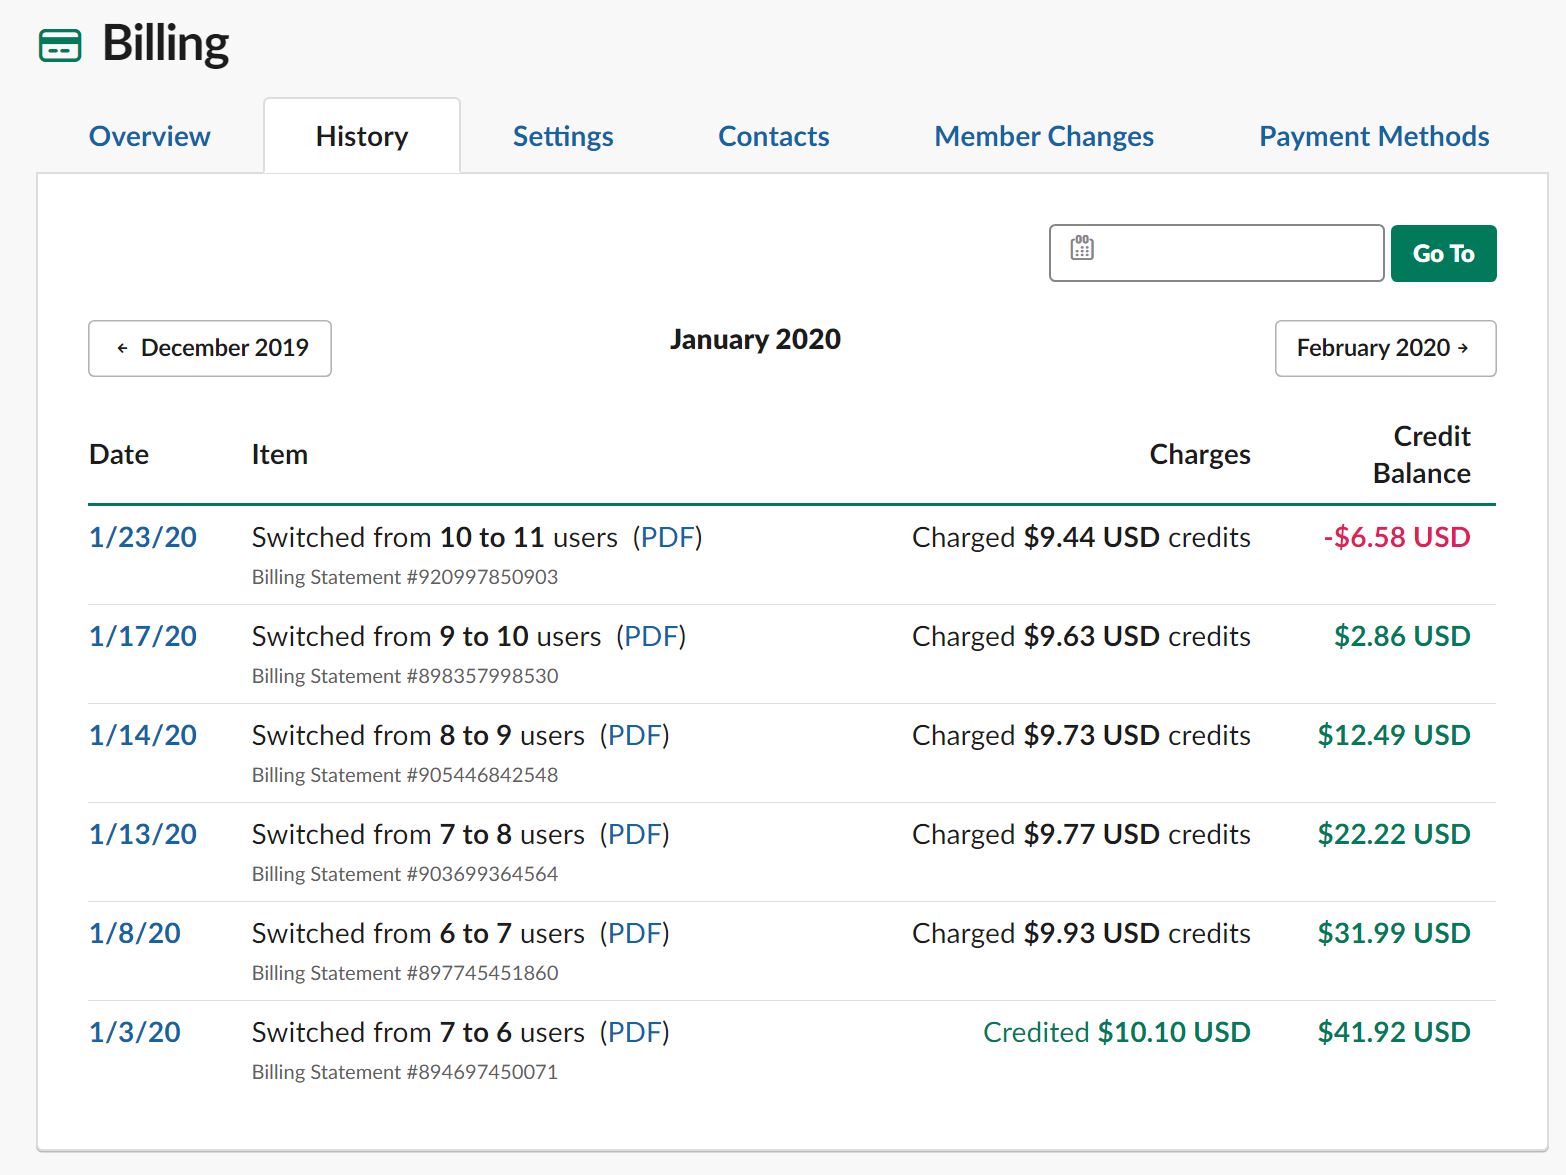 Billing
Overview History Settings Contacts Member Changes Payment Methods
Go To
← December 2019 January 2020 February 2020 →
Date Item Charges Credit Balance
1/23/20 Switched from 10 to 11 users (PDF) Charged $9.44 USD credits -$6.58 USD
Billing Statement #920997850903
1/17/20 Switched from 9 to 10 users (PDF) Charged $9.63 USD credits $2.86 USD
Billing Statement #898357998530
1/14/20 Switched from 8 to 9 users (PDF) Charged $9.73 USD credits $12.49 USD
Billing Statement #905446842548
1/13/20 Switched from 7 to 8 users (PDF) Charged $9.77 USD credits $22.22 USD
Billing Statement #903699364564
1/8/20 Switched from 6 to 7 users (PDF) Charged $9.93 USD credits $31.99 USD
Billing Statement #897745451860
1/3/20 Switched from 7 to 6 users (PDF) Credited $10.10 USD $41.92 USD
Billing Statement #894697450071